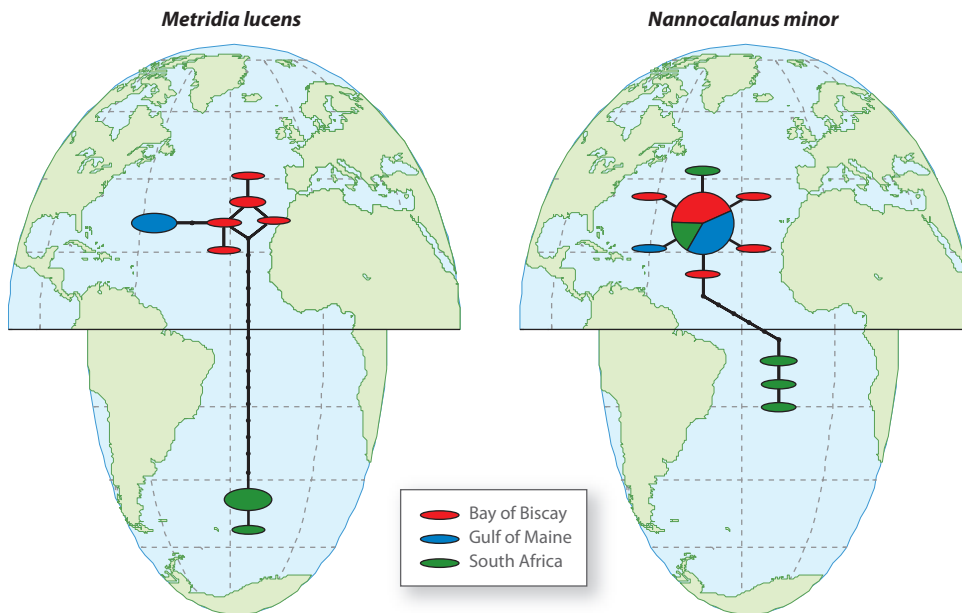 Metridia lucens
Nannocalanus minor
Bay of Biscay
Gulf of Maine
South Africa